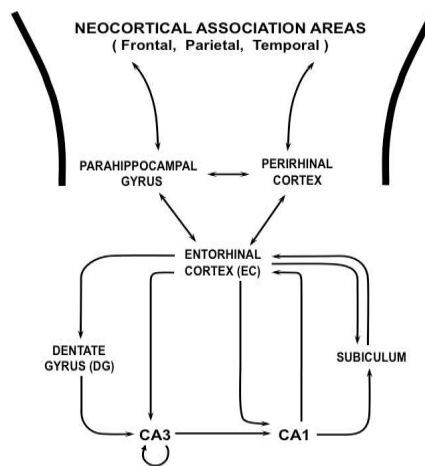 NEOCORTICAL ASSOCIATION AREAS
( Frontal, Parietal, Temporal )
PARAHIPPOCAMPAL
GYRUS
PERIRHINAL
CORTEX
ENTORHINAL
CORTEX (EC)
DENTATE
GYRUS (DG)
SUBICULUM
CA3
CA1